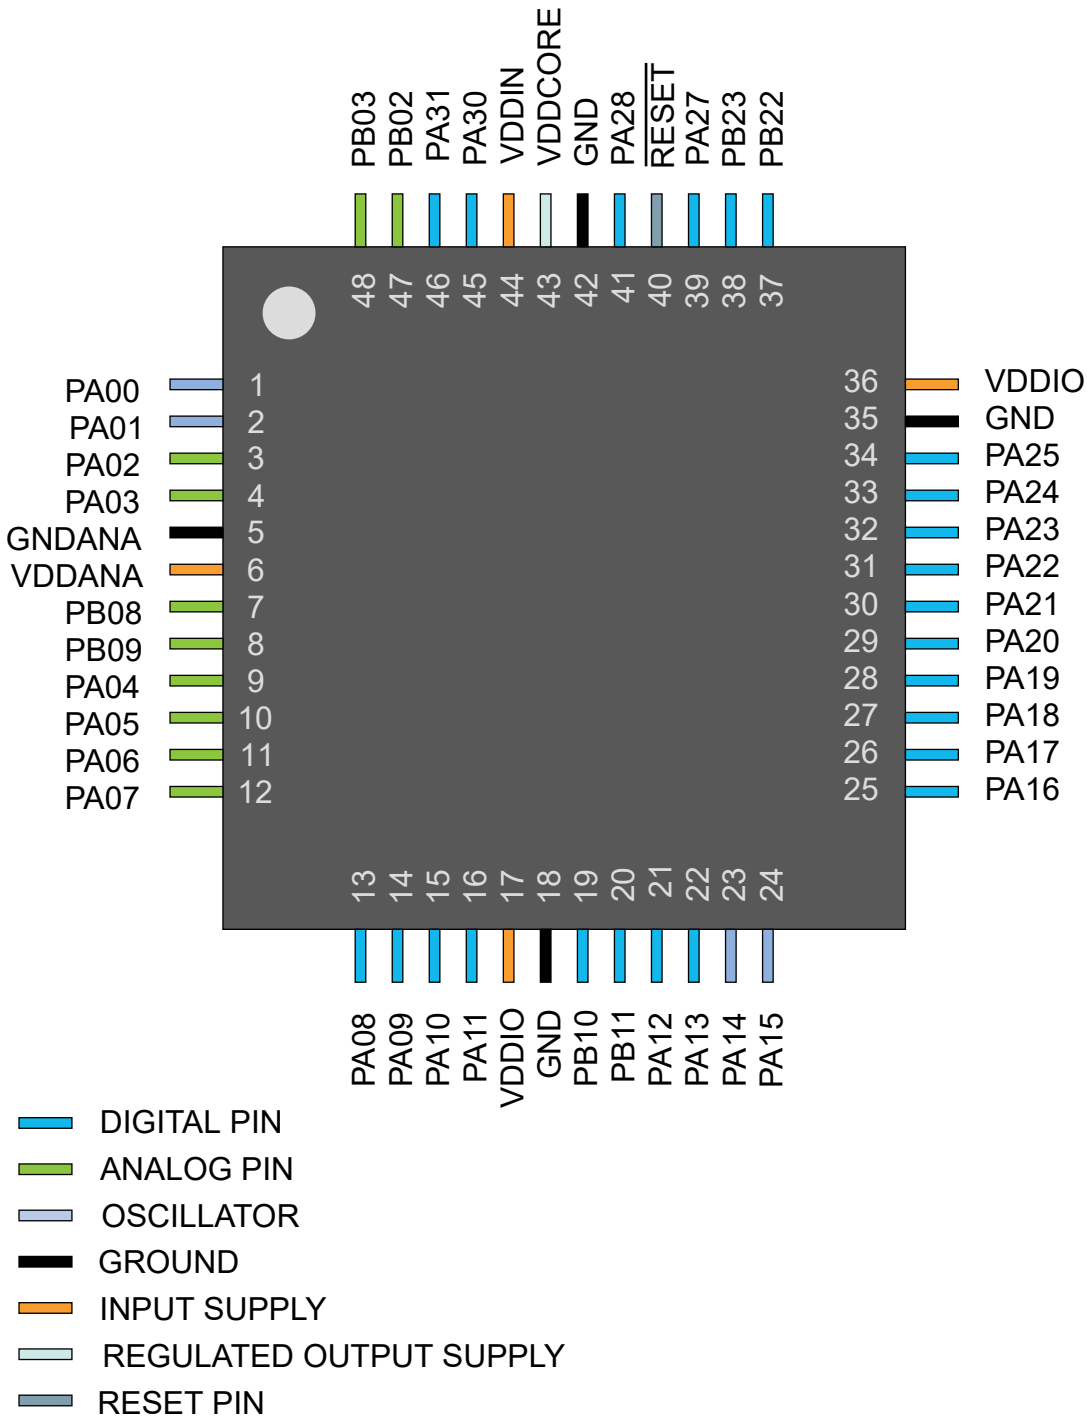 PB03
PB02
PA31
PA30
VDDIN
VDDCORE
GND
PA28
RESET
PA27
PB23
PB22
48
47
46
45
44
43
42
41
40
39
38
37
PA00 1
PA01 2
PA02 3
PA03 4
GNDANA 5
VDDANA 6
PB08 7
PB09 8
PA04 9
PA05 10
PA06 11
PA07 12
36 VDDIO
35 GND
34 PA25
33 PA24
32 PA23
31 PA22
30 PA21
29 PA20
28 PA19
27 PA18
26 PA17
25 PA16
13
14
15
16
17
18
19
20
21
22
23
24
PA08
PA09
PA10
PA11
VDDIO
GND
PB10
PB11
PA12
PA13
PA14
PA15
DIGITAL PIN
ANALOG PIN
OSCILLATOR
GROUND
INPUT SUPPLY
REGULATED OUTPUT SUPPLY
RESET PIN